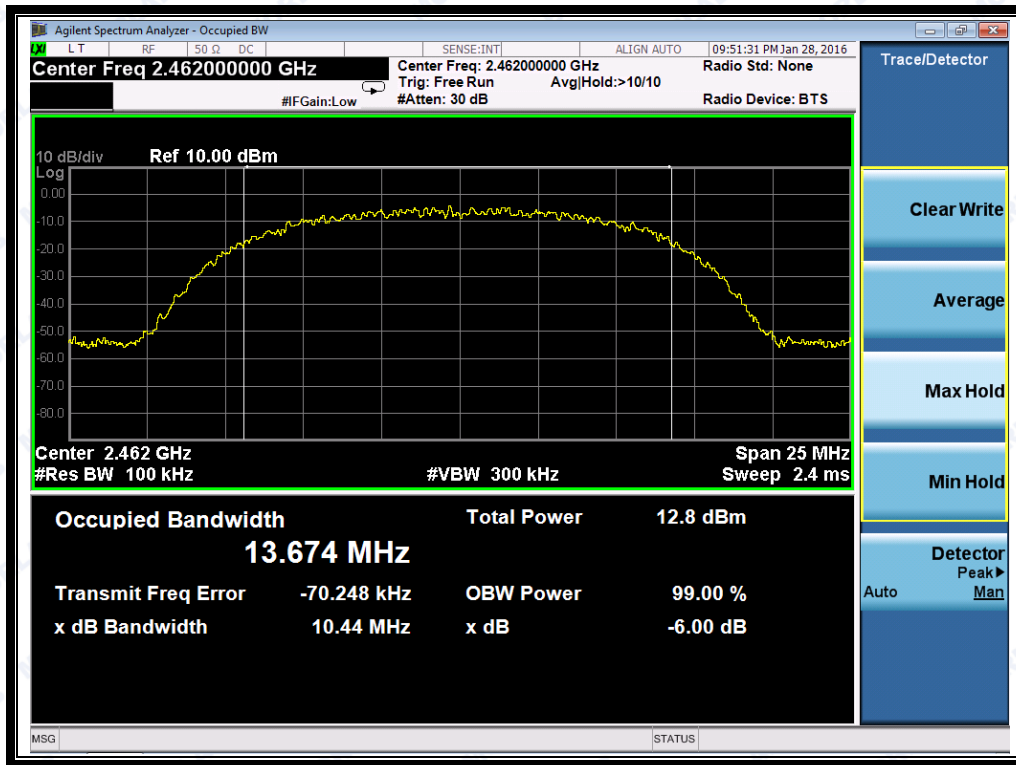 Agilent Spectrum Analyzer - Occupied BW
LXI L T RF 50 Ω DC SENSE:INT ALIGN AUTO 09:51:31 PM Jan 28, 2016
Center Freq 2.462000000 GHz Center Freq: 2.462000000 GHz Radio Std: None
Trig: Free Run Avg|Hold:>10/10
#IFGain:Low #Atten: 30 dB Radio Device: BTS
10 dB/div Ref 10.00 dBm
Log
0.00
-10.0
-20.0
-30.0
-40.0
-50.0
-60.0
-70.0
-80.0
Center 2.462 GHz Span 25 MHz
#Res BW 100 kHz #VBW 300 kHz Sweep 2.4 ms
Occupied Bandwidth Total Power 12.8 dBm
13.674 MHz
Transmit Freq Error -70.248 kHz OBW Power 99.00 %
x dB Bandwidth 10.44 MHz x dB -6.00 dB
MSG STATUS
Trace/Detector
Clear Write
Average
Max Hold
Min Hold
Detector
Peak▶
Auto Man